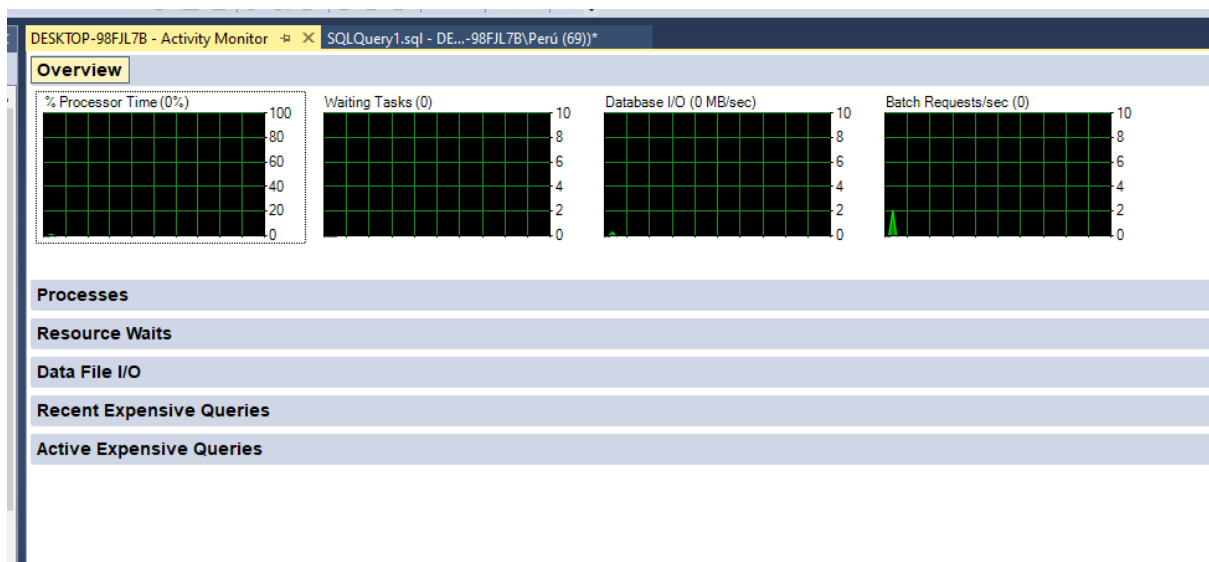 DESKTOP-98FJL7B - Activity Monitor SQLQuery1.sql - DE...-98FJL7B\Perú (69))*
Overview
% Processor Time (0%) Waiting Tasks (0) Database I/O (0 MB/sec) Batch Requests/sec (0)
100 10 10 10
80 8 8 8
60 6 6 6
40 4 4 4
20 2 2 2
0 0 0 0
Processes
Resource Waits
Data File I/O
Recent Expensive Queries
Active Expensive Queries